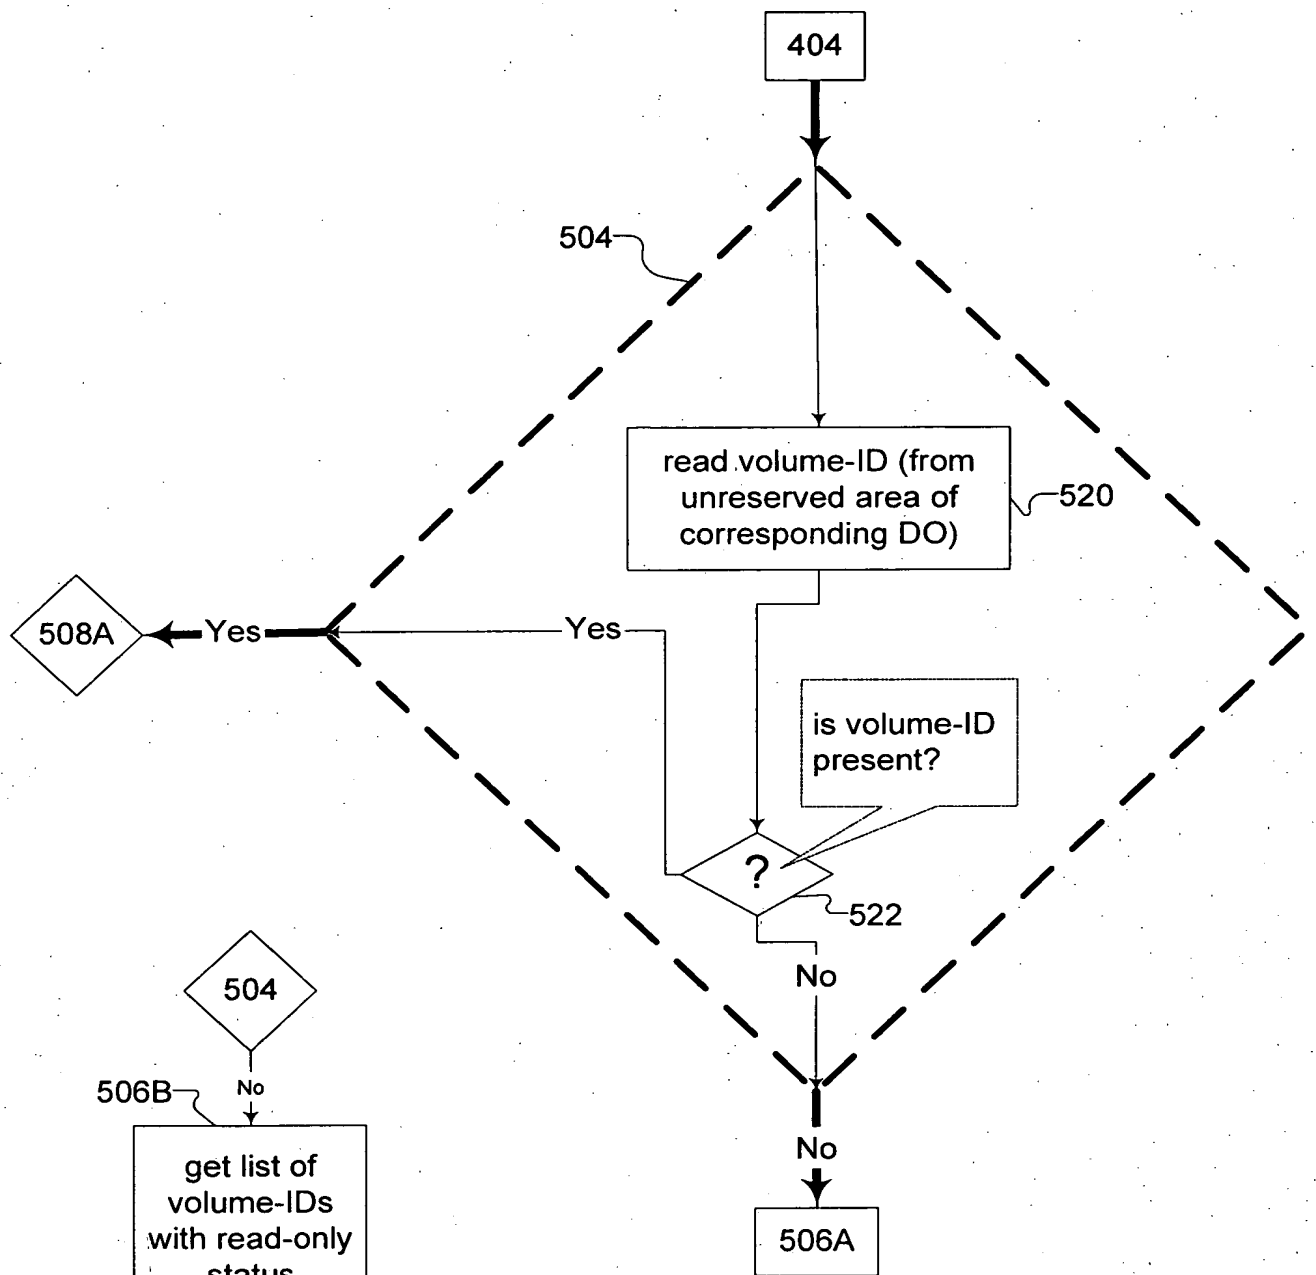 404
504
read volume-ID (from
unreserved area of
corresponding DO)
520
508A
Yes
Yes
is volume-ID
present?
?
522
No
504
No
506B
No
get list of
volume-IDs
with read-only
status
506A